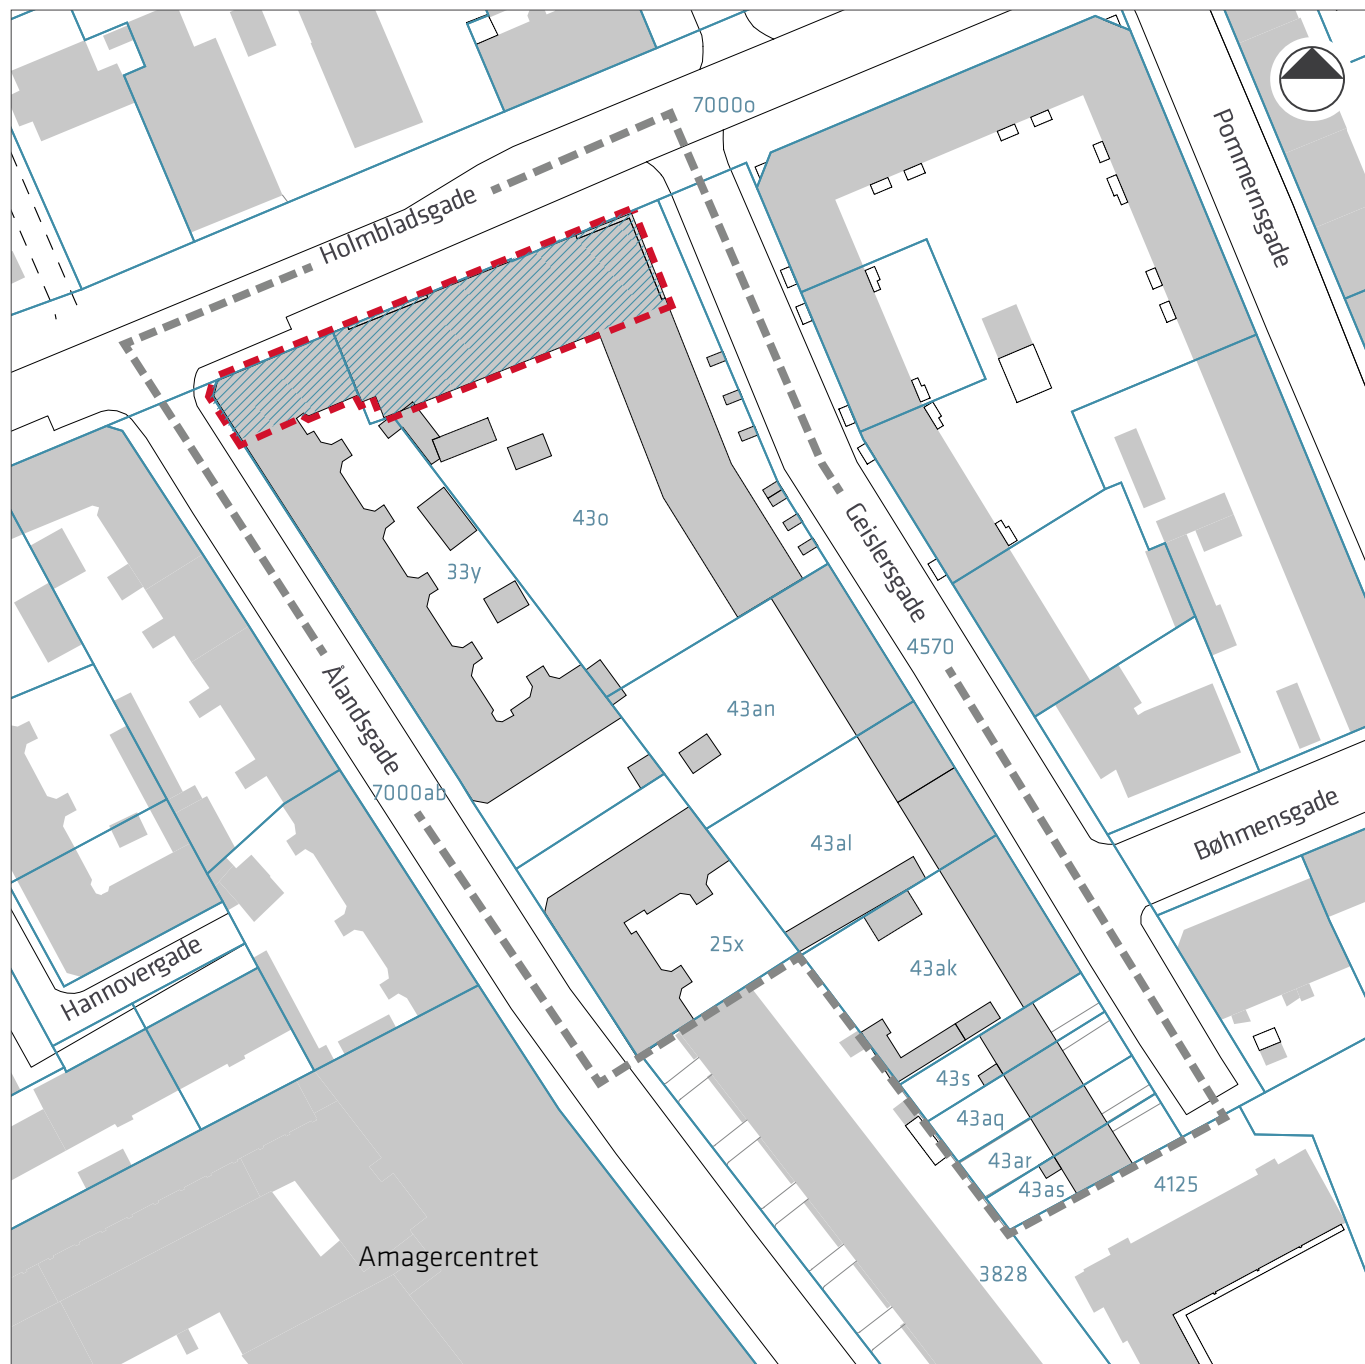 7000o
Pommernsgade
Holmbladsgade
43o
Geislersgade
33y
4570
Ålandsgade
43an
7000ab
Bøhmensgade
43al
25x
43ak
Hannovergade
43s
43aq
43ar
43as
4125
Amagercentret
3828